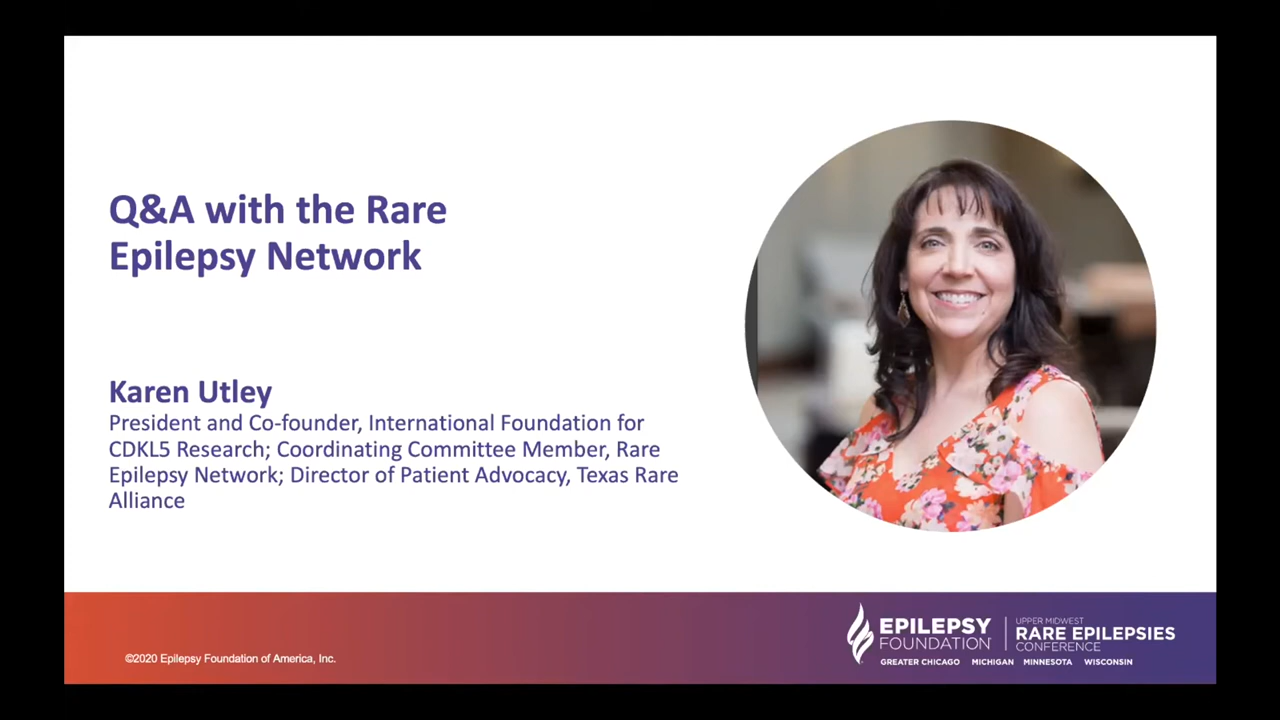 Q&A with the Rare
Epilepsy Network
Karen Utley
President and Co-founder, International Foundation for
CDKL5 Research; Coordinating Committee Member, Rare
Epilepsy Network; Director of Patient Advocacy, Texas Rare
Alliance
©2020 Epilepsy Foundation of America, Inc.
EPILEPSY
FOUNDATION
GREATER CHICAGO MICHIGAN MINNESOTA WISCONSIN
UPPER MIDWEST
RARE EPILEPSIES
CONFERENCE